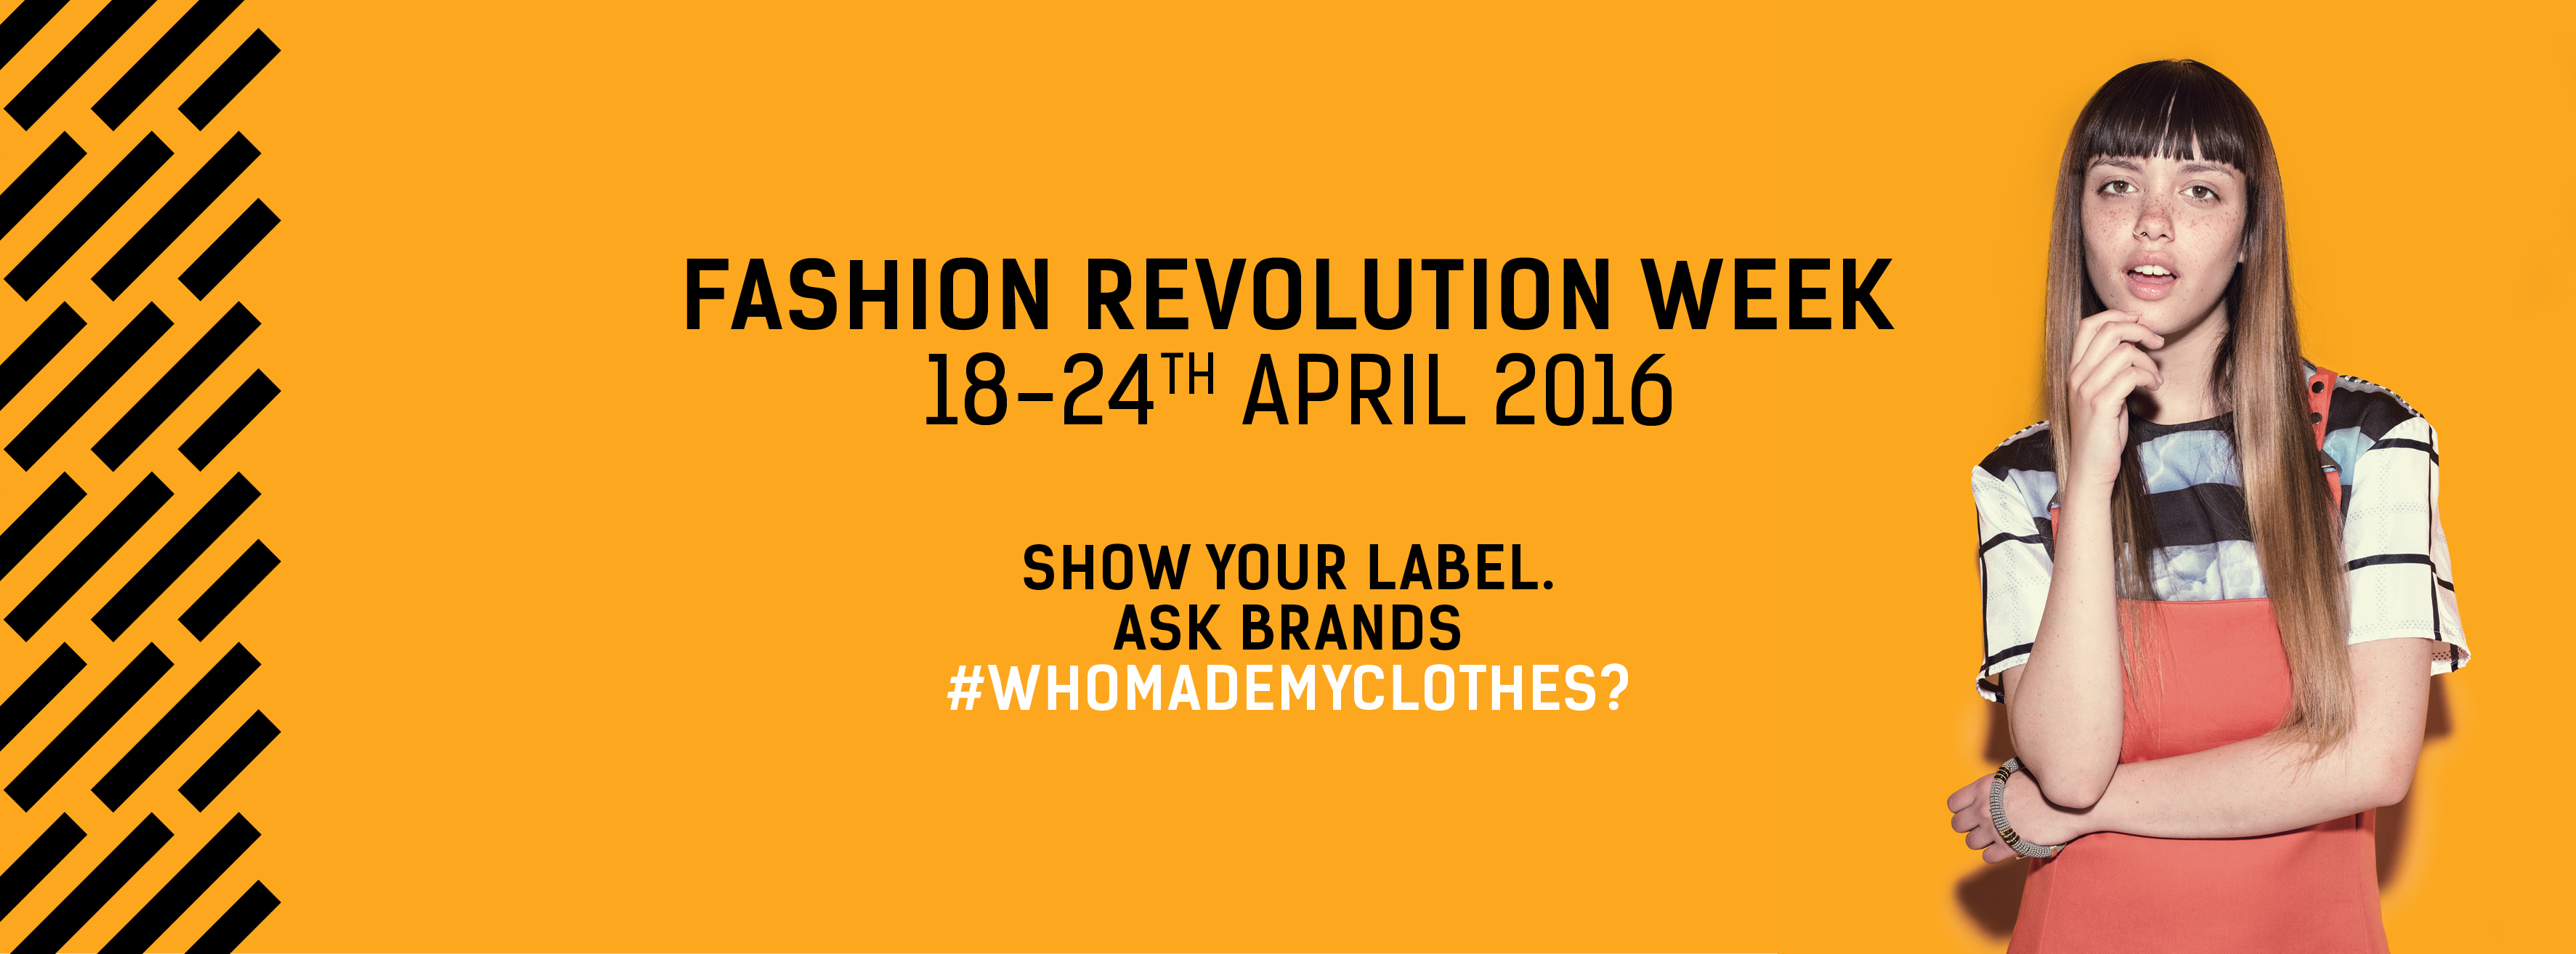 FASHION REVOLUTION WEEK
18–24TH APRIL 2016
SHOW YOUR LABEL.
ASK BRANDS
#WHOMADEMYCLOTHES?